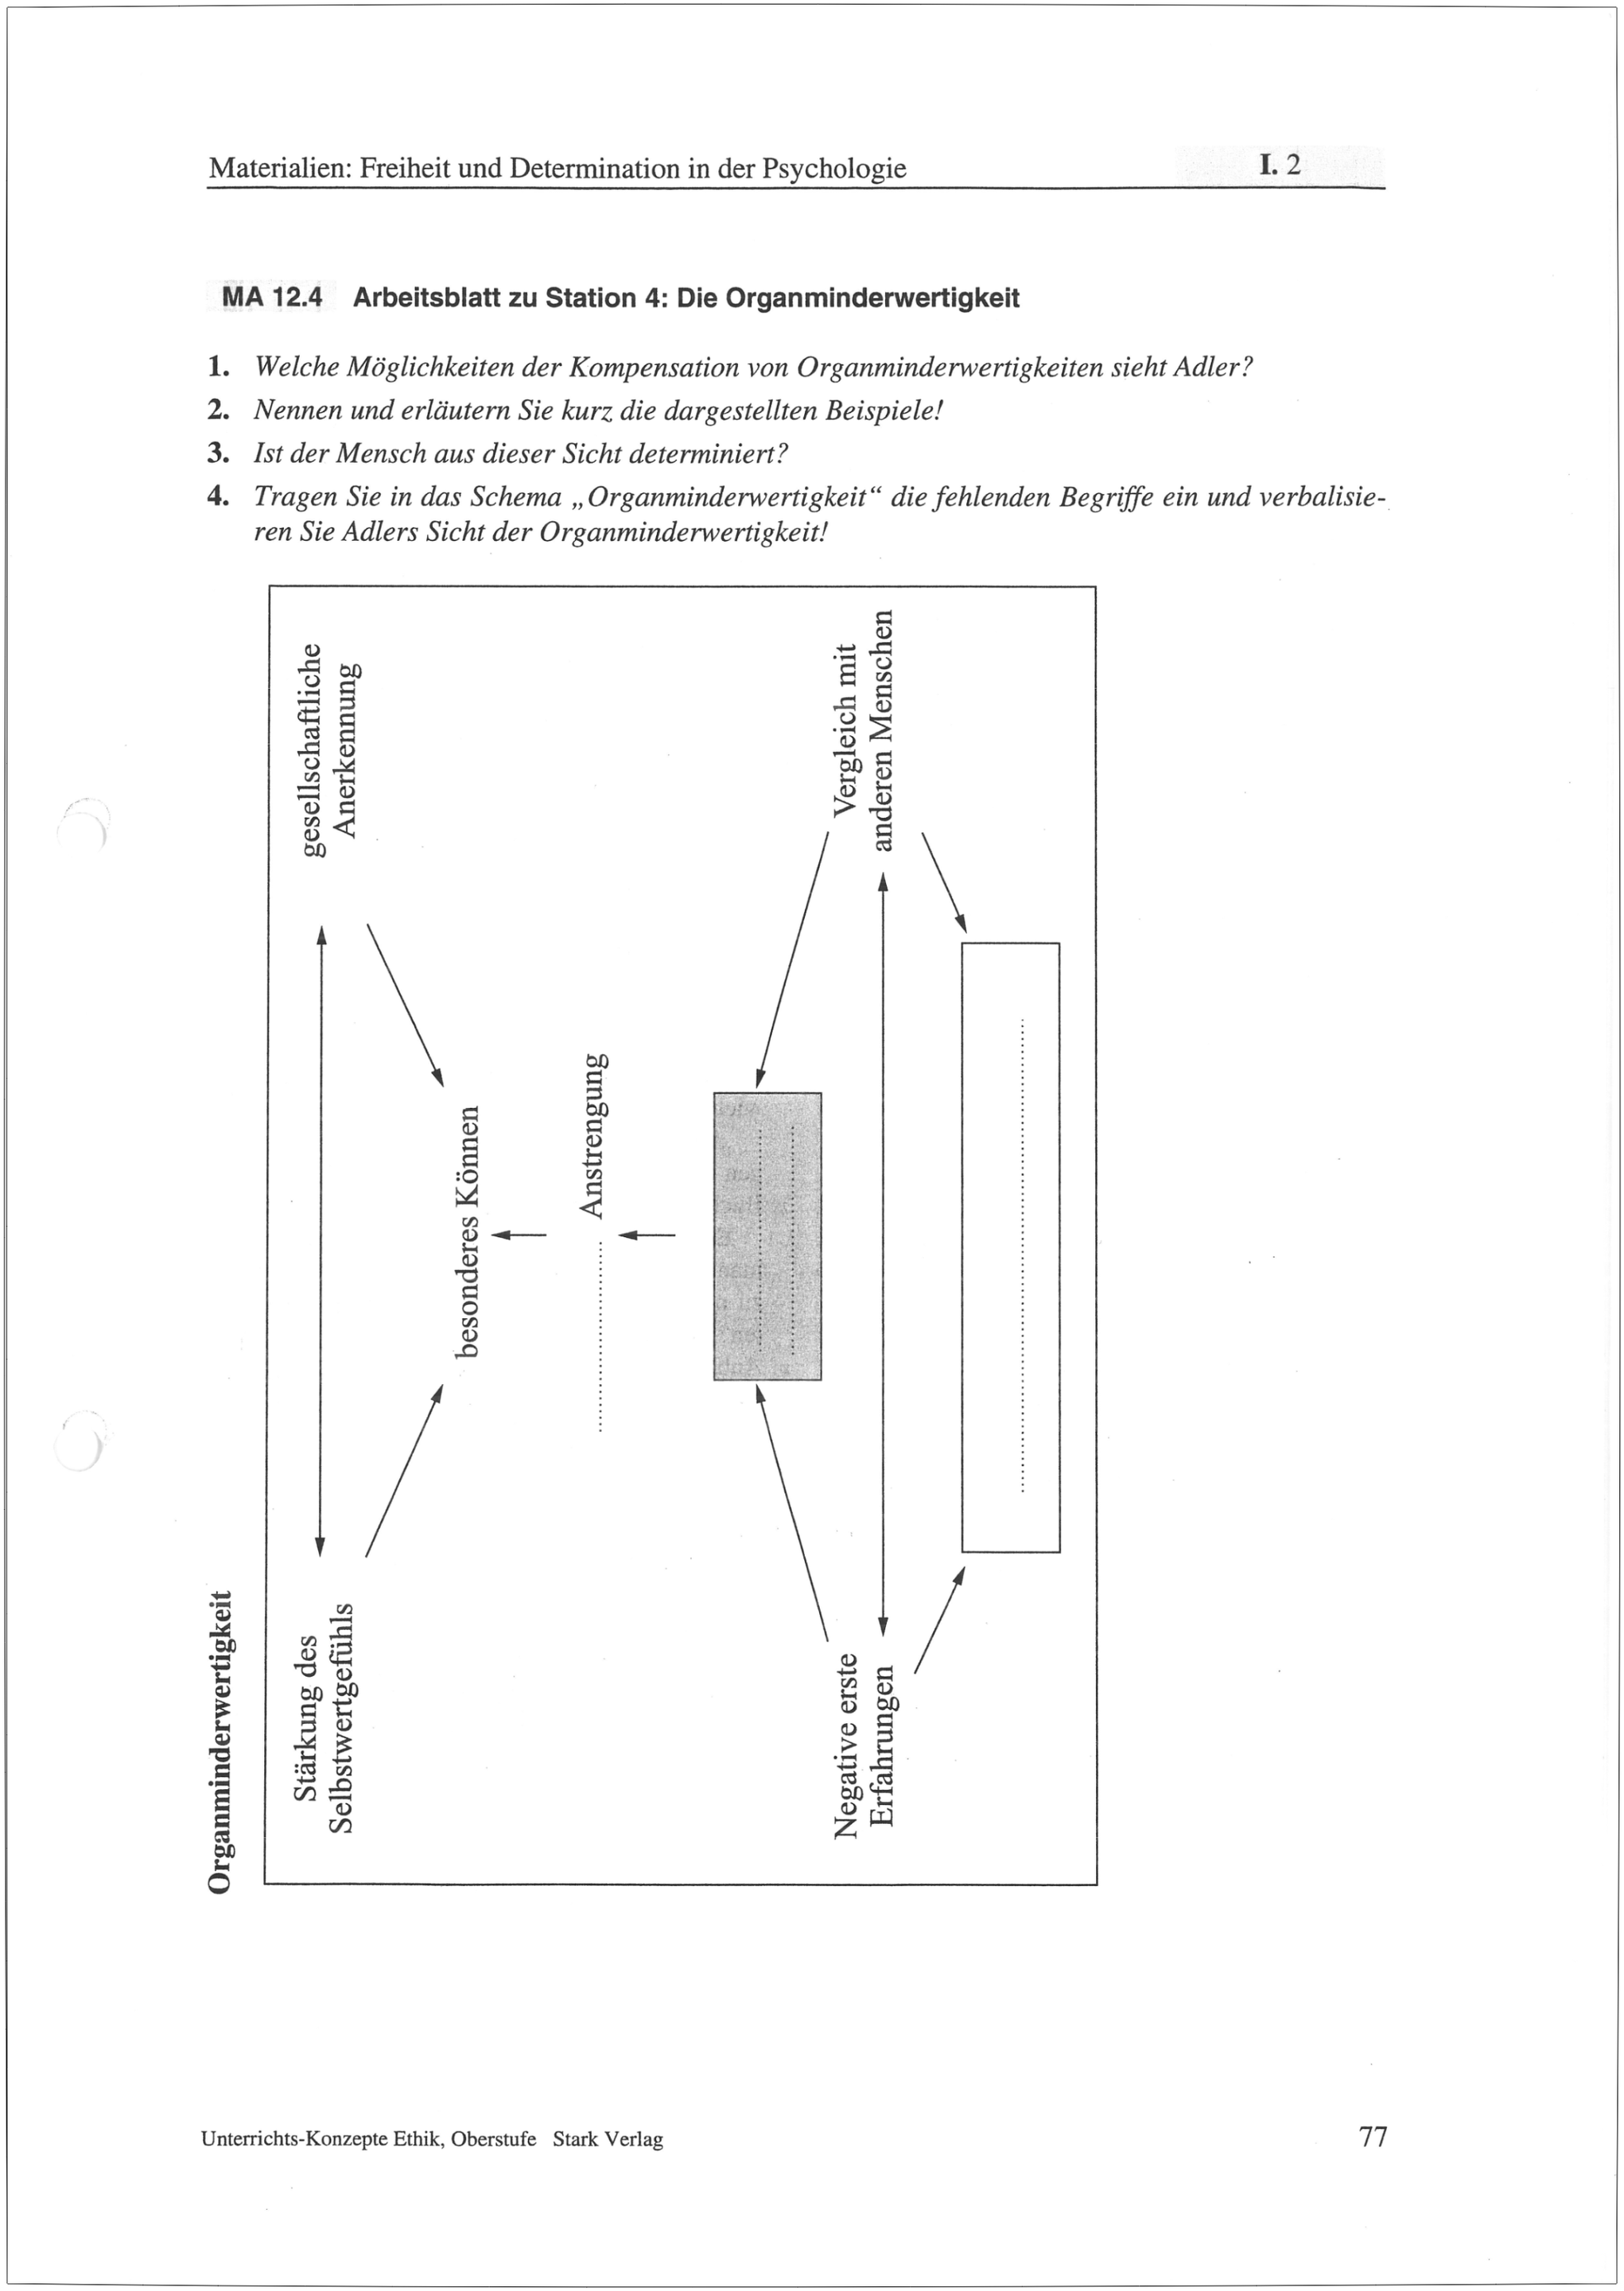 Materialien: Freiheit und Determination in der Psychologie I. 2
MA 12.4 Arbeitsblatt zu Station 4: Die Organminderwertigkeit
1. Welche Möglichkeiten der Kompensation von Organminderwertigkeiten sieht Adler?
2. Nennen und erläutern Sie kurz die dargestellten Beispiele!
3. Ist der Mensch aus dieser Sicht determiniert?
4. Tragen Sie in das Schema „Organminderwertigkeit“ die fehlenden Begriffe ein und verbalisie-
ren Sie Adlers Sicht der Organminderwertigkeit!
Organminderwertigkeit
Stärkung des
Selbstwertgefühls
gesellschaftliche
Anerkennung
besonderes Können
Anstrengung
Negative erste
Erfahrungen
Vergleich mit
anderen Menschen
Unterrichts-Konzepte Ethik, Oberstufe Stark Verlag 77